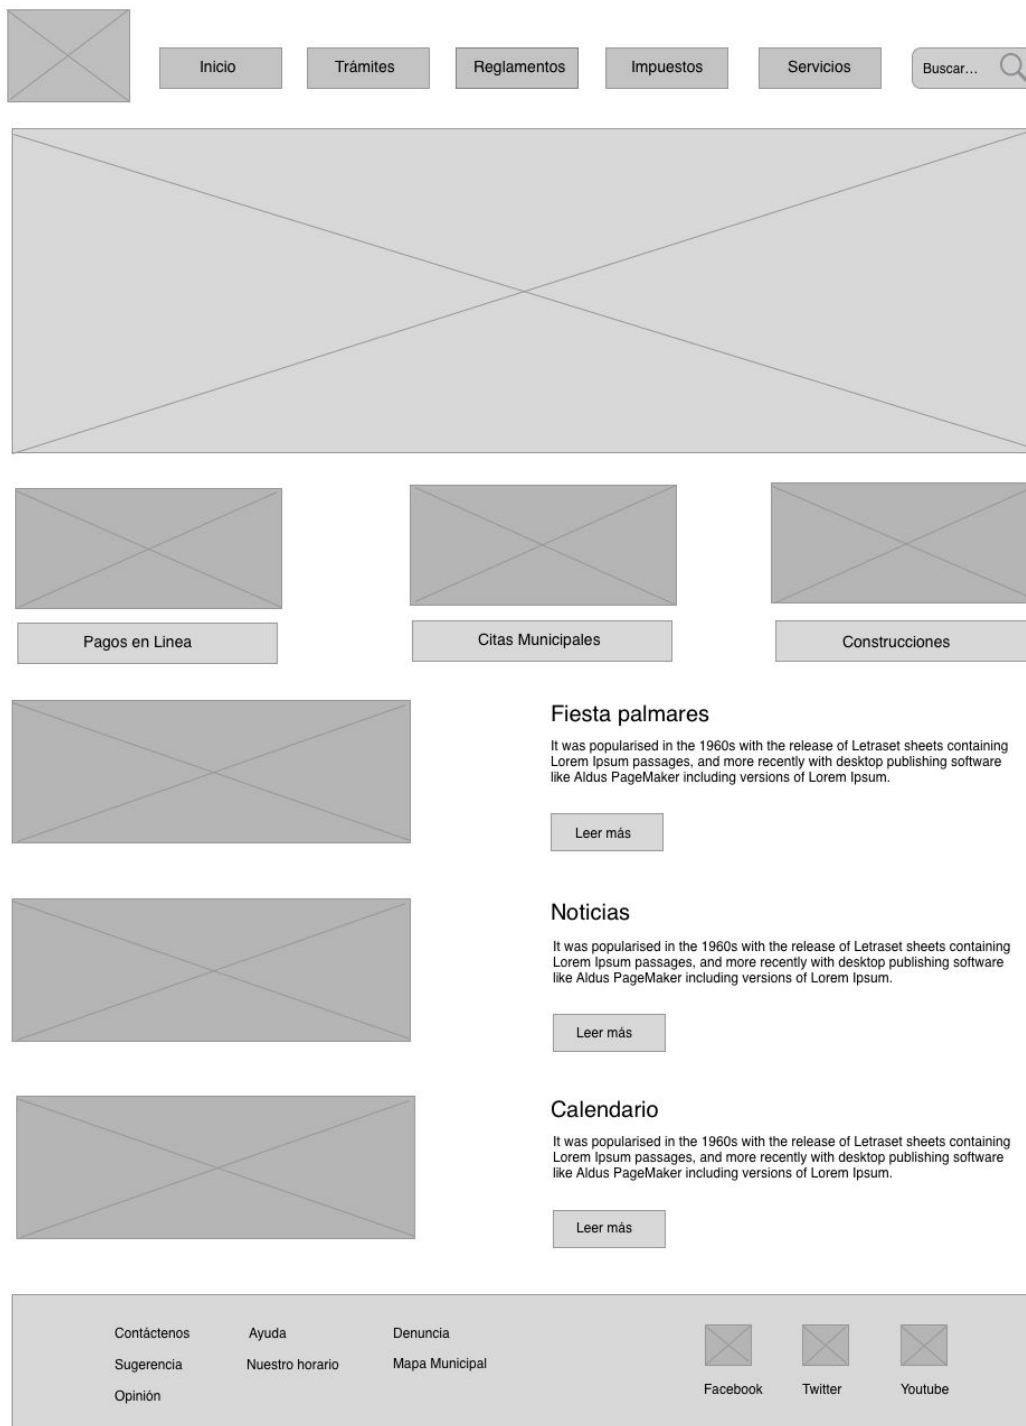 Inicio
Trámites
Reglamentos
Impuestos
Servicios
Buscar...
Pagos en Linea
Citas Municipales
Construcciones
Fiesta palmares
It was popularised in the 1960s with the release of Letraset sheets containing
Lorem Ipsum passages, and more recently with desktop publishing software
like Aldus PageMaker including versions of Lorem Ipsum.
Leer más
Noticias
It was popularised in the 1960s with the release of Letraset sheets containing
Lorem Ipsum passages, and more recently with desktop publishing software
like Aldus PageMaker including versions of Lorem Ipsum.
Leer más
Calendario
It was popularised in the 1960s with the release of Letraset sheets containing
Lorem Ipsum passages, and more recently with desktop publishing software
like Aldus PageMaker including versions of Lorem Ipsum.
Leer más
Contáctenos
Ayuda
Denuncia
Sugerencia
Nuestro horario
Mapa Municipal
Opinión
Facebook
Twitter
Youtube